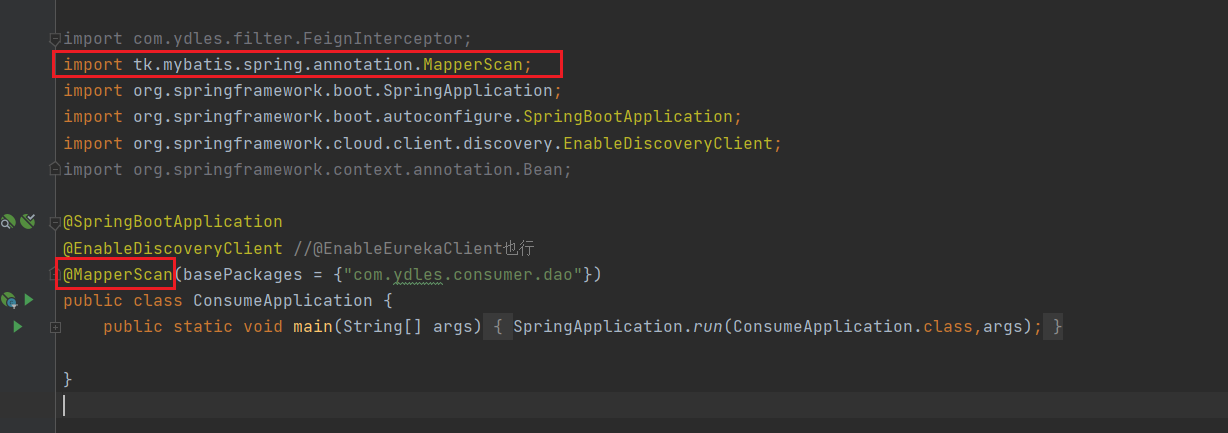 import com.ydles.filter.FeignInterceptor;
import tk.mybatis.spring.annotation.MapperScan;
import org.springframework.boot.SpringApplication;
import org.springframework.boot.autoconfigure.SpringBootApplication;
import org.springframework.cloud.client.discovery.EnableDiscoveryClient;
import org.springframework.context.annotation.Bean;
@SpringBootApplication
@EnableDiscoveryClient //@EnableEurekaClient也行
@MapperScan(basePackages = {"com.ydles.consumer.dao"})
public class ConsumeApplication {
public static void main(String[] args) { SpringApplication.run(ConsumeApplication.class,args); }
}